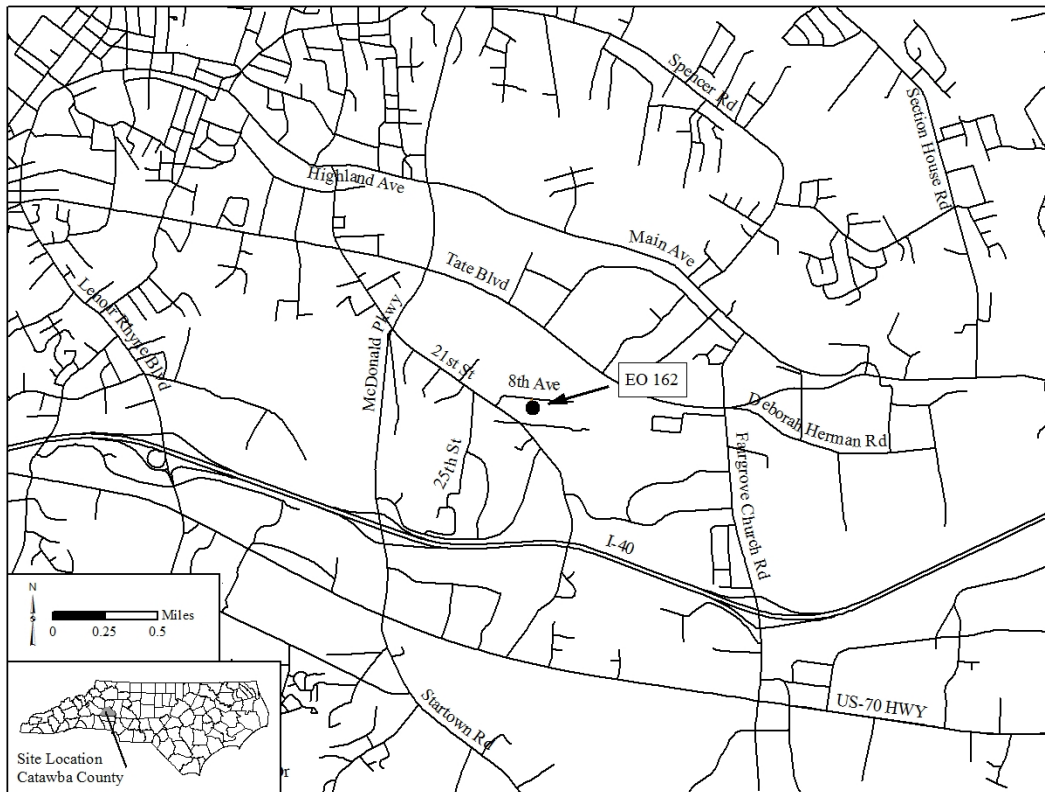 Spencer Rd
Section House Rd
Highland Ave
Main Ave
Tate Blvd
Lenoir Rhyne Blvd
McDonald Pkwy
21st St
8th Ave
EO 162
Deborah Herman Rd
25th St
Fairgrove Church Rd
I-40
N
S
Miles
0 0.25 0.5
Startown Rd
US-70 HWY
Site Location
Catawba County